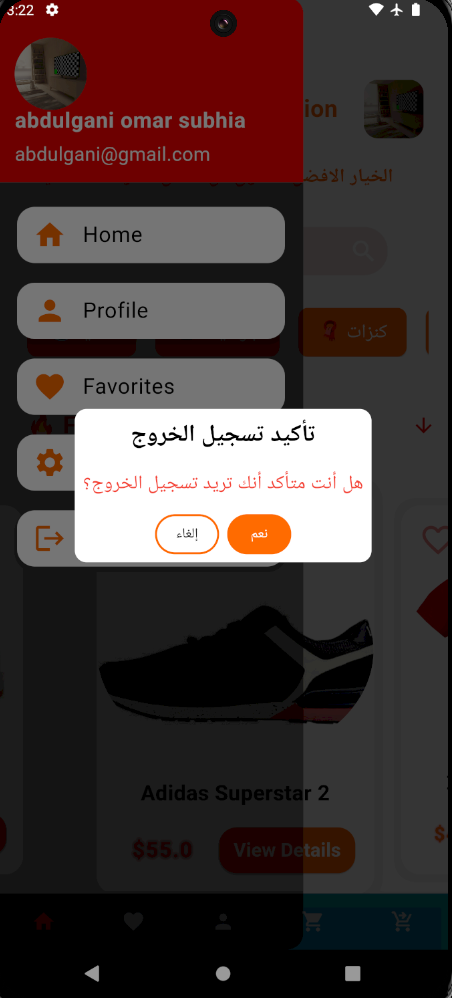 3:22
abdulgani omar subhia
abdulgani@gmail.com
ion
الخيار الافضل
Home
Profile
كنزات
Favorites
تأكيد تسجيل الخروج
هل أنت متأكد أنك تريد تسجيل الخروج؟
إلغاء
نعم
Adidas Superstar 2
$55.0
View Details